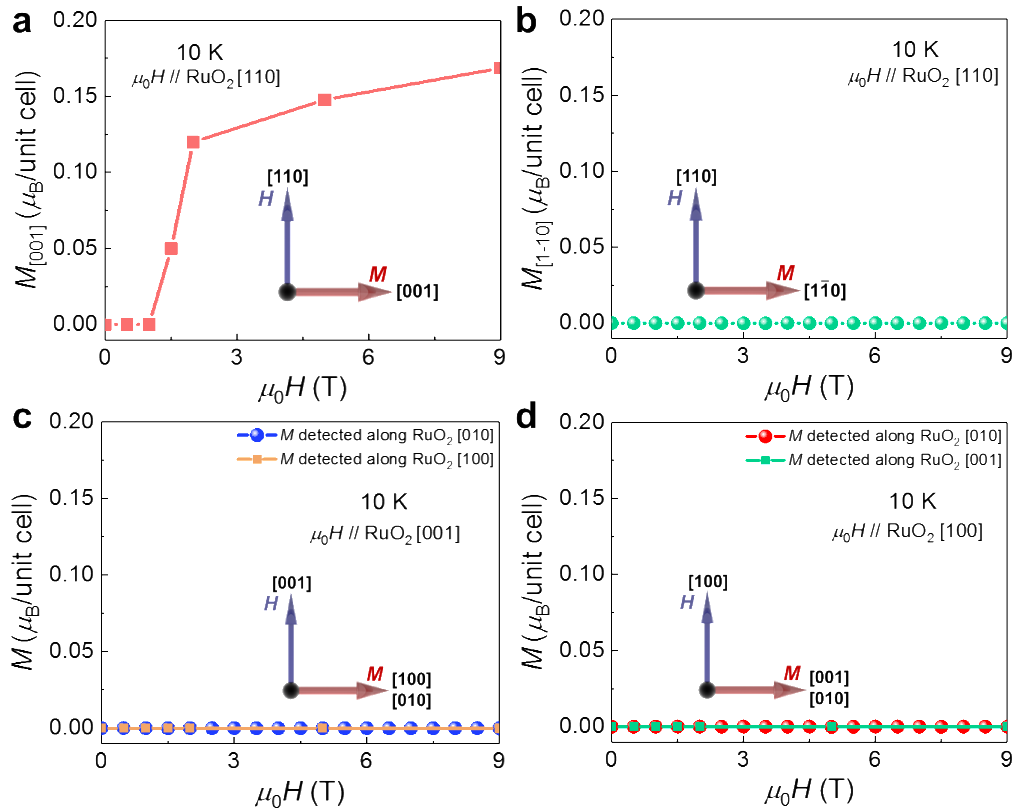 a
0.20
0.15
0.10
0.05
0.00
M[001] (μB/unit cell)
10 K
μ0H // RuO2 [110]
[110]
H
M
[001]
0 3 6 9
μ0H (T)
b
0.20
0.15
0.10
0.05
0.00
M[1-10] (μB/unit cell)
10 K
μ0H // RuO2 [110]
[110]
H
M
[11̄0]
0 3 6 9
μ0H (T)
c
0.20
0.15
0.10
0.05
0.00
M (μB/unit cell)
M detected along RuO2 [010]
M detected along RuO2 [100]
10 K
μ0H // RuO2 [001]
[001]
H
M
[100]
[010]
0 3 6 9
μ0H (T)
d
0.20
0.15
0.10
0.05
0.00
M (μB/unit cell)
M detected along RuO2 [010]
M detected along RuO2 [001]
10 K
μ0H // RuO2 [100]
[100]
H
M
[001]
[010]
0 3 6 9
μ0H (T)